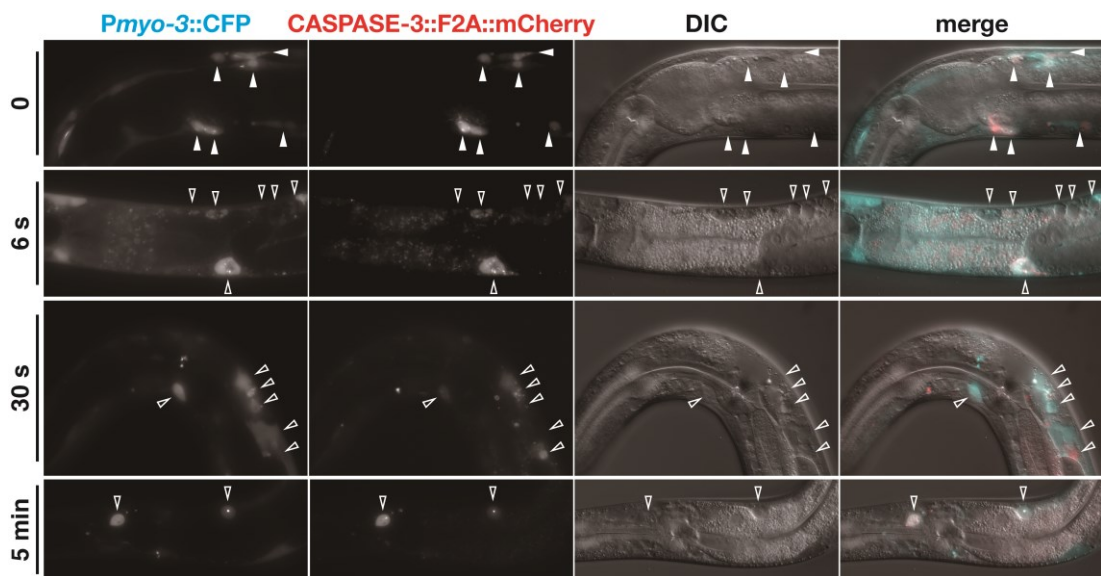 Pmyo-3::CFP CASPASE-3::F2A::mCherry DIC merge
0
6 s
30 s
5 min